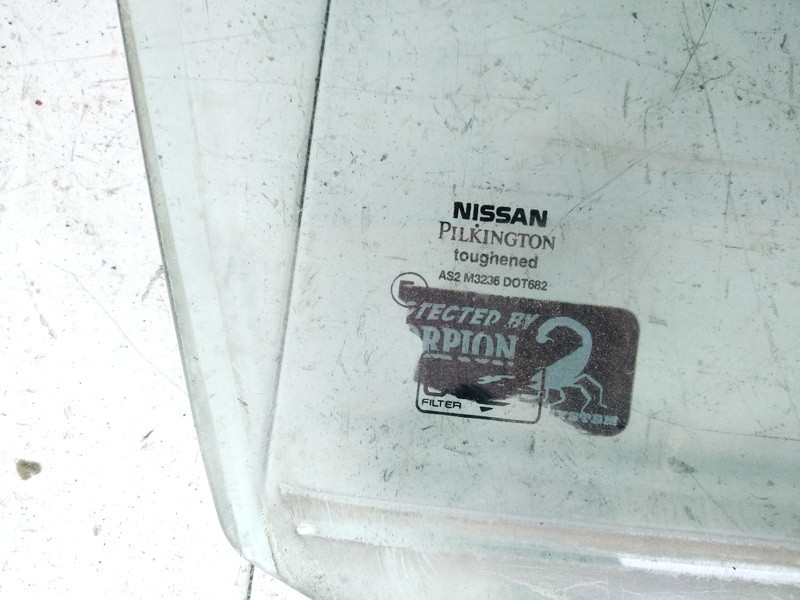 NISSAN
PILKINGTON
toughened
AS2 M3236 DOT682
E
TECTED BY
RPION
FILTER